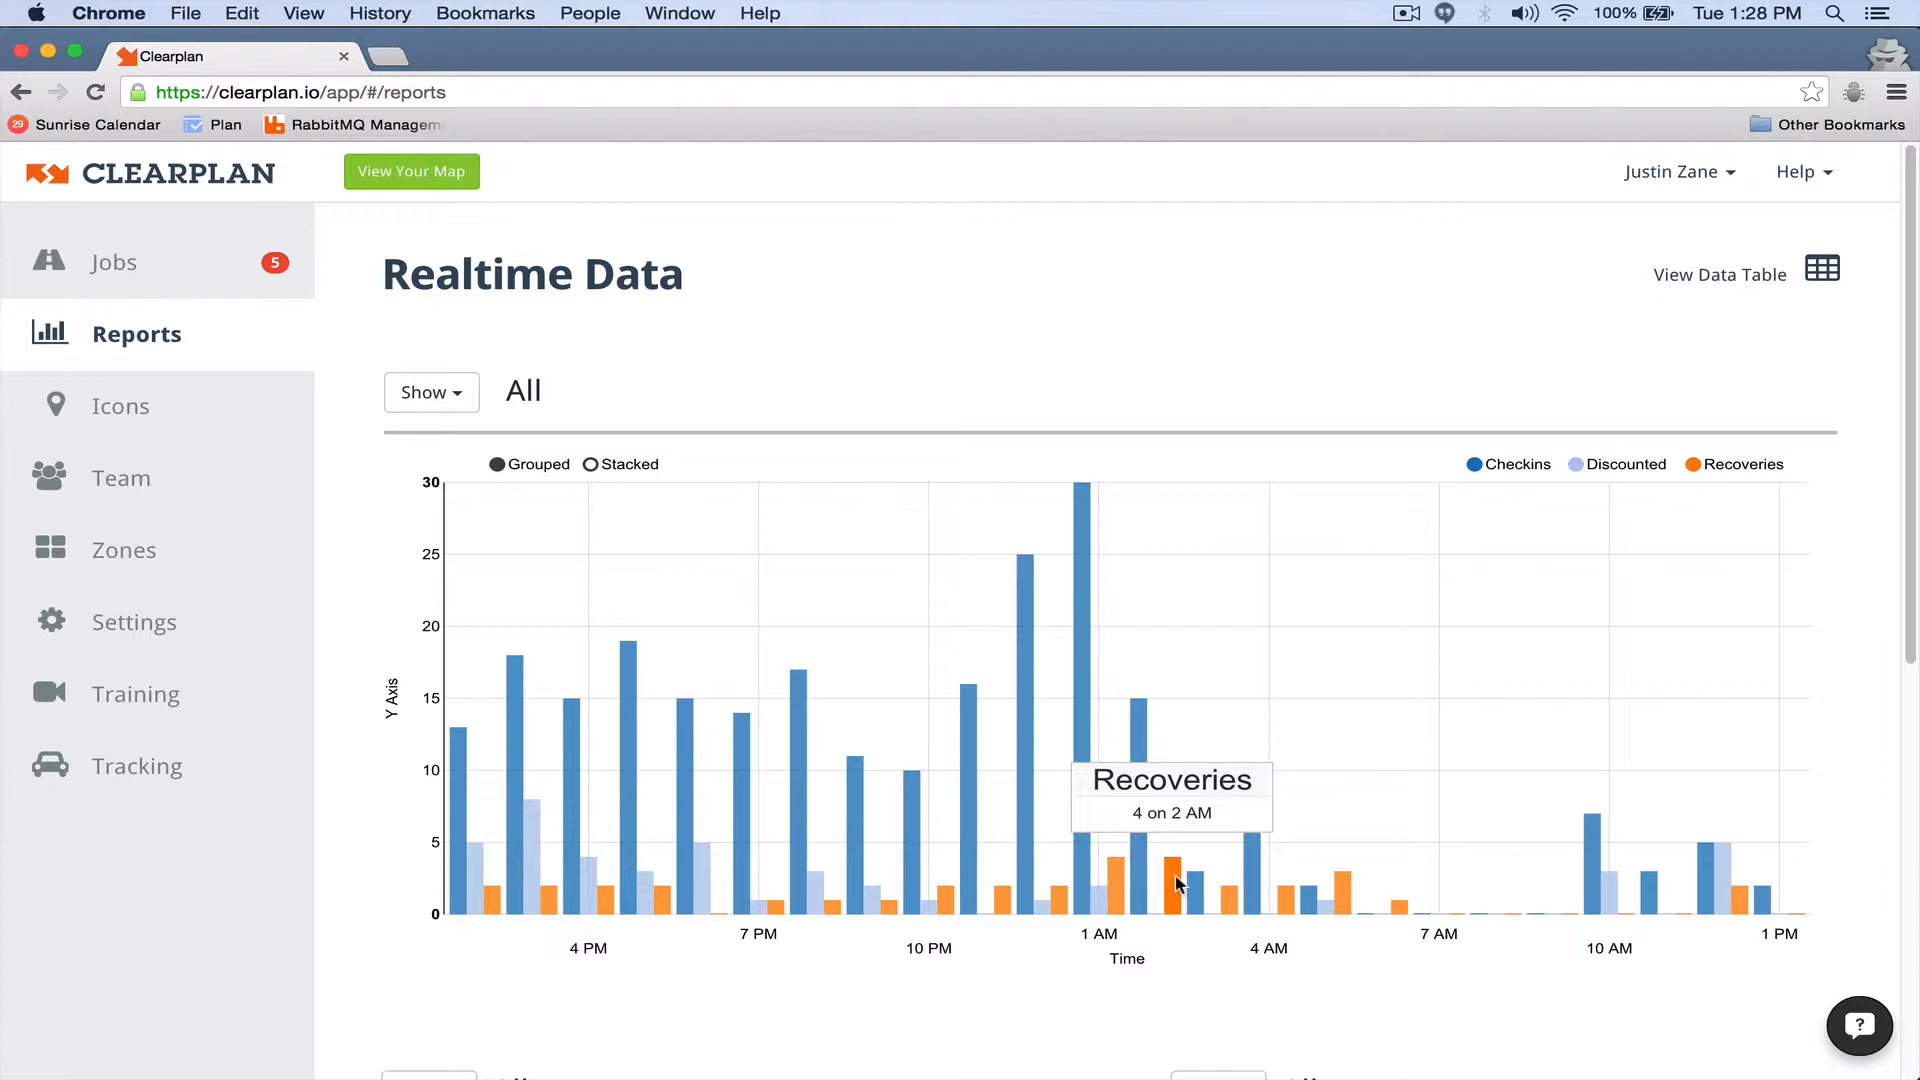 Chrome File Edit View History Bookmarks People Window Help 100% Tue 1:28 PM
Clearplan
https://clearplan.io/app/#/reports
29 Sunrise Calendar Plan RabbitMQ Managem Other Bookmarks
CLEARPLAN View Your Map Justin Zane Help
Jobs 5
Reports
Icons
Team
Zones
Settings
Training
Tracking
Realtime Data View Data Table
Show All
Grouped Stacked Checkins Discounted Recoveries
30
25
20
15
10
5
0
Y Axis
Recoveries
4 on 2 AM
4 PM 7 PM 10 PM 1 AM 4 AM 7 AM 10 AM 1 PM
Time
?